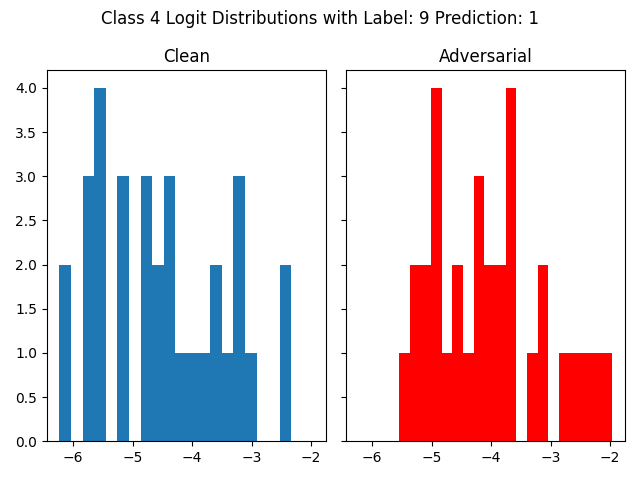 Class 4 Logit Distributions with Label: 9 Prediction: 1
Clean
Adversarial
4.0
3.5
3.0
2.5
2.0
1.5
1.0
0.5
0.0
−6 −5 −4 −3 −2
−6 −5 −4 −3 −2